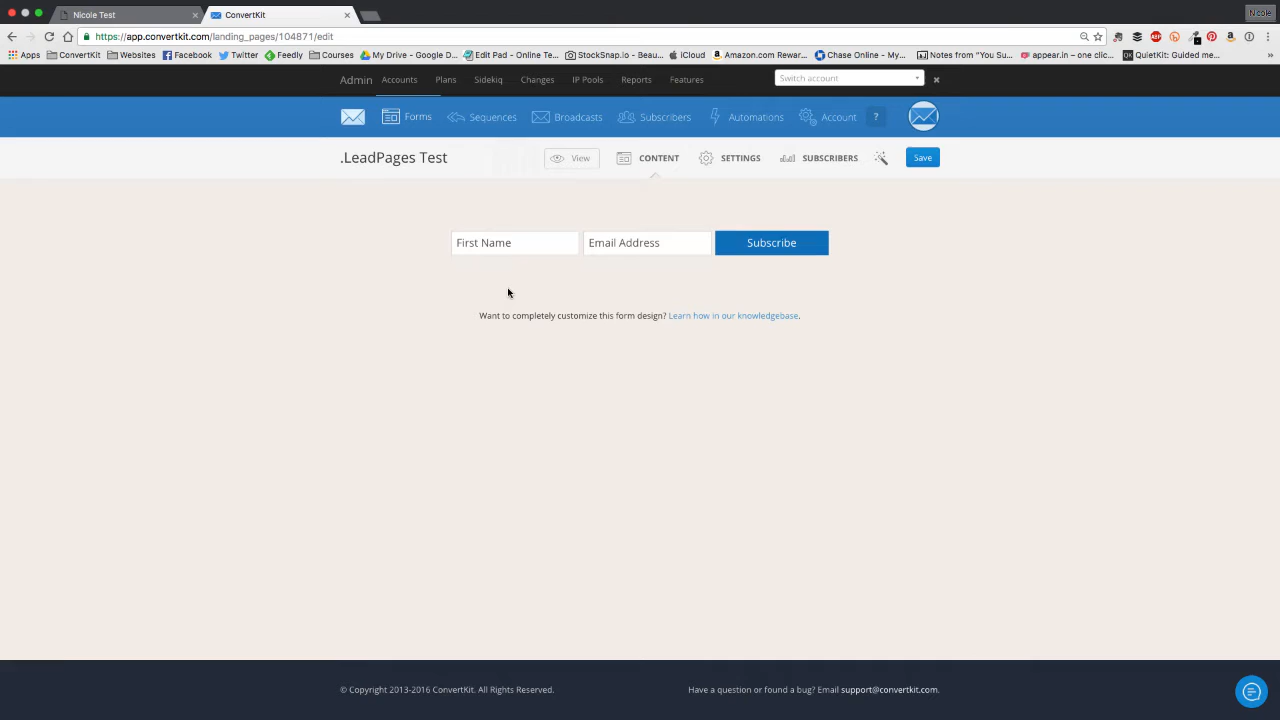 Nicole Test
ConvertKit
Nicole
https://app.convertkit.com/landing_pages/104871/edit
Apps ConvertKit Websites Facebook Twitter Feedly Courses My Drive - Google D... Edit Pad - Online Te... StockSnap.io - Beau... iCloud Amazon.com Rewar... Chase Online - My... Notes from "You Su... appear.in — one clic... QuietKit: Guided me... »
Admin Accounts Plans Sidekiq Changes IP Pools Reports Features Switch account
Forms Sequences Broadcasts Subscribers Automations Account ?
.LeadPages Test View CONTENT SETTINGS SUBSCRIBERS Save
First Name Email Address Subscribe
Want to completely customize this form design? Learn how in our knowledgebase.
© Copyright 2013-2016 ConvertKit. All Rights Reserved. Have a question or found a bug? Email support@convertkit.com.